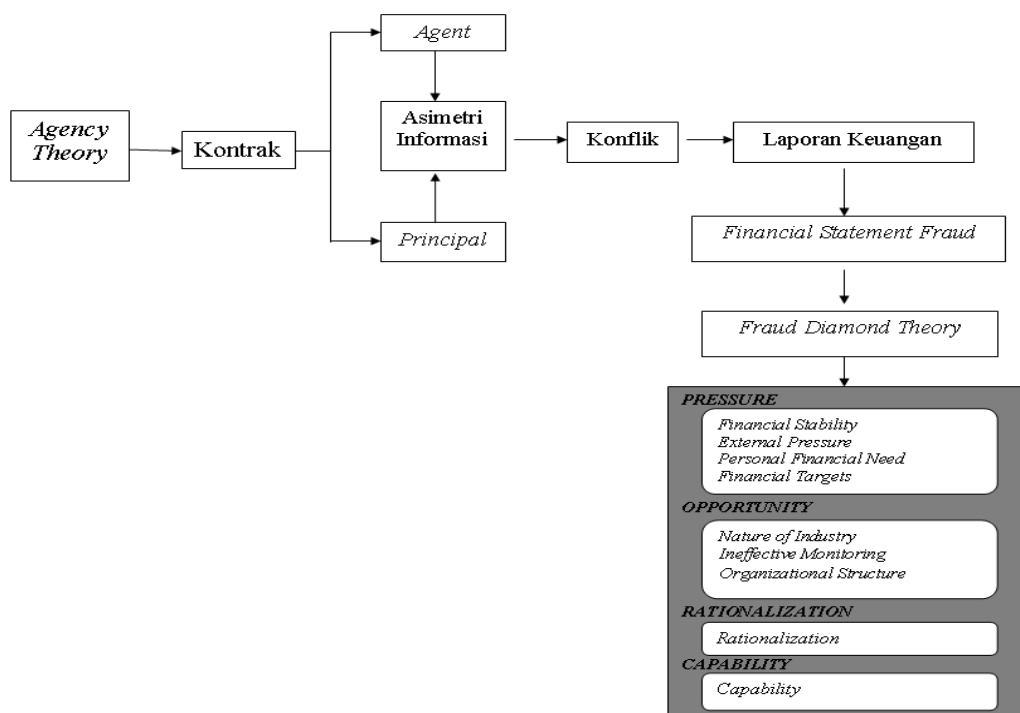 Agent
Agency
Theory
Kontrak
Asimetri
Informasi
Konflik
Laporan Keuangan
Principal
Financial Statement Fraud
Fraud Diamond Theory
PRESSURE
Financial Stability
External Pressure
Personal Financial Need
Financial Targets
OPPORTUNITY
Nature of Industry
Ineffective Monitoring
Organizational Structure
RATIONALIZATION
Rationalization
CAPABILITY
Capability